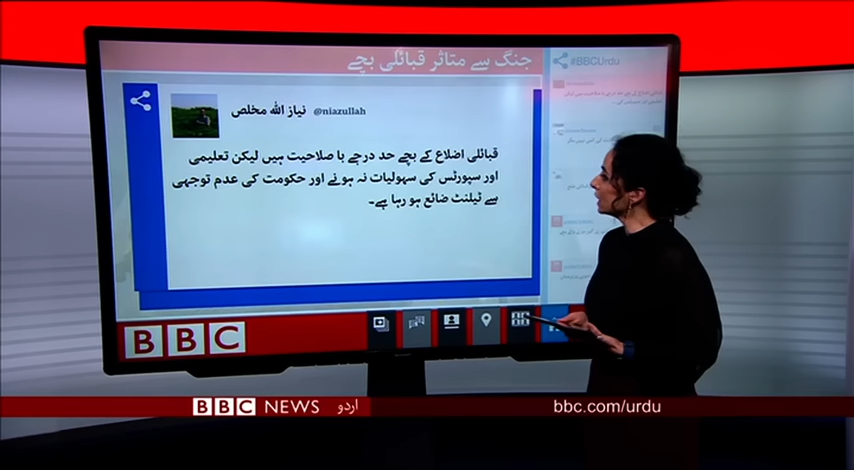 جنگ سے متاثر قبائلی بچے
#BBCUrdu
نیاز اللہ مخلص @niazullah
قبائلی اضلاع کے بچے حد درجے با صلاحیت ہیں لیکن تعلیمی
اور سپورٹس کی سہولیات نہ ہونے اور حکومت کی عدم توجہی
سے ٹیلنٹ ضائع ہو رہا ہے۔
BBC
BBC NEWS اردو
bbc.com/urdu